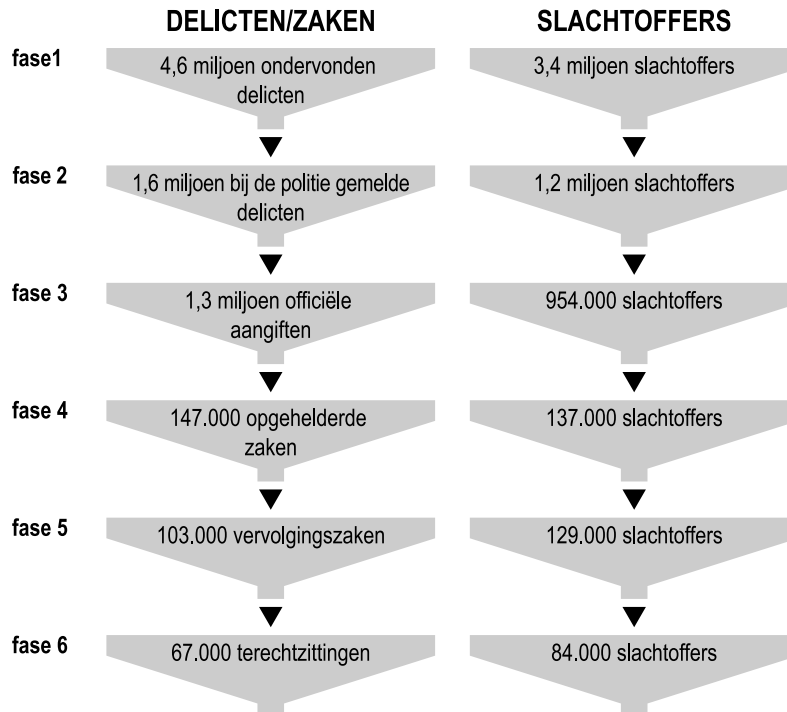 DELICTEN/ZAKEN SLACHTOFFERS
fase1 4,6 miljoen ondervonden delicten 3,4 miljoen slachtoffers
fase 2 1,6 miljoen bij de politie gemelde delicten 1,2 miljoen slachtoffers
fase 3 1,3 miljoen officiële aangiften 954.000 slachtoffers
fase 4 147.000 opgehelderde zaken 137.000 slachtoffers
fase 5 103.000 vervolgingszaken 129.000 slachtoffers
fase 6 67.000 terechtzittingen 84.000 slachtoffers